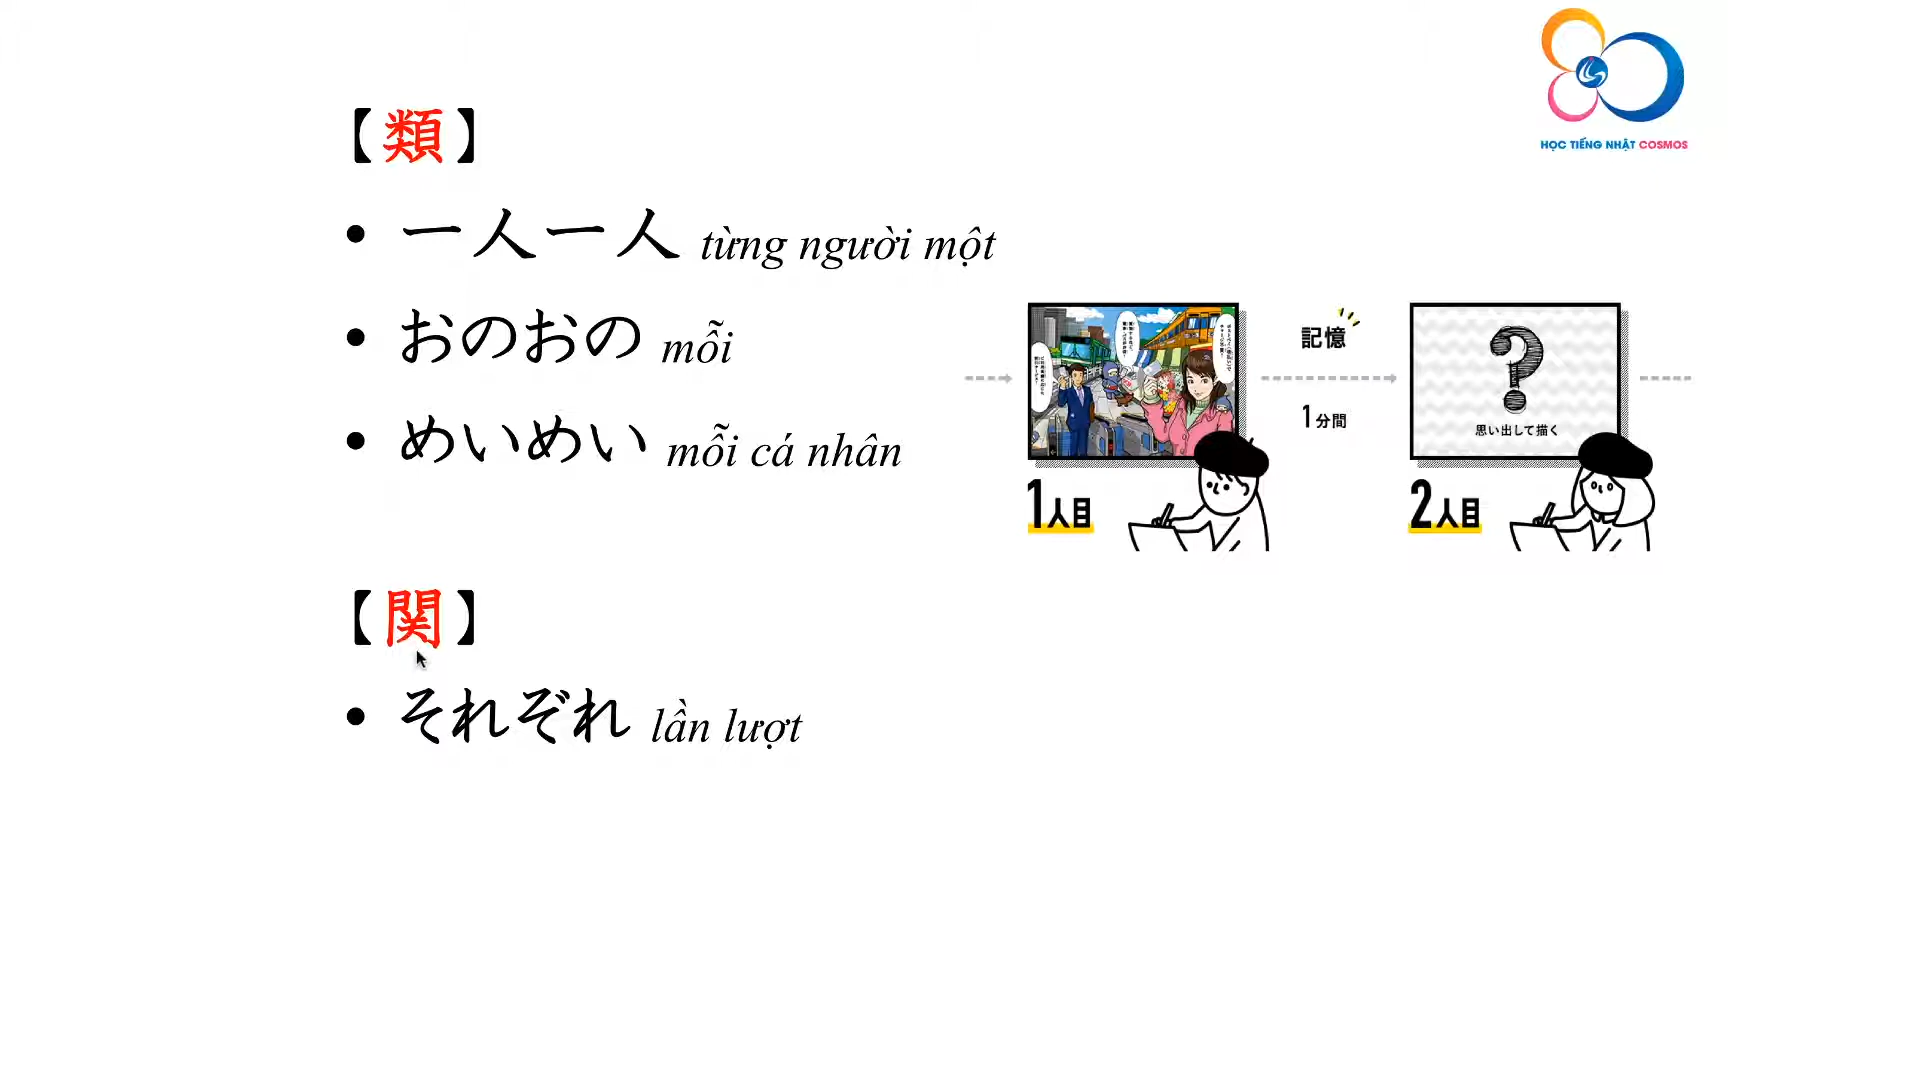 HỌC TIẾNG NHẬT COSMOS
【類】
• 一人一人 từng người một
• おのおの mỗi
• めいめい mỗi cá nhân
記憶
1分間
思い出して描く
1人目
2人目
【関】
• それぞれ lần lượt